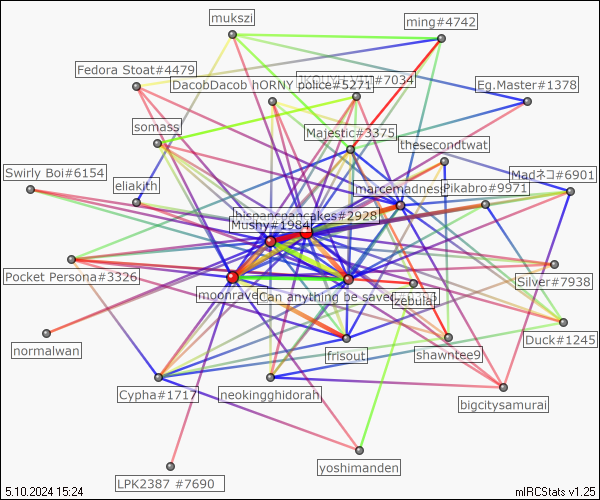 mukszi
ming#4742
Fedora Stoat#4479
#7034
DacobDacob hORNY police#5271
Eg.Master#1378
somass
Majestic#3375
thesecondtwat
Swirly Boi#6154
eliakith
marcemadness
Pikabro#9971
Madネコ#6901
hispancpancakes#2928
Mushy#1984
Pocket Persona#3326
moonrave
Can anything be saved
zebula
Silver#7938
normalwan
frisout
shawntee9
Duck#1245
Cypha#1717
neokingghidorah
bigcitysamurai
LPK2387 #7690
yoshimanden
5.10.2024 15:24
mIRCStats v1.25